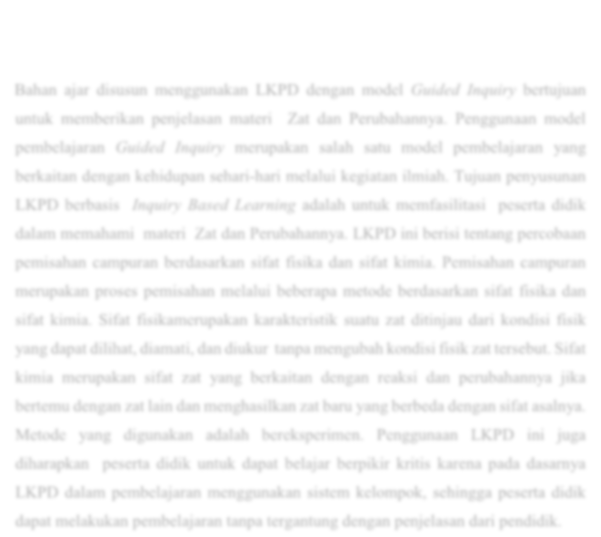 Bahan ajar disusun menggunakan LKPD dengan model Guided Inquiry bertujuan
untuk memberikan penjelasan materi Zat dan Perubahannya. Penggunaan model
pembelajaran Guided Inquiry merupakan salah satu model pembelajaran yang
berkaitan dengan kehidupan sehari-hari melalui kegiatan ilmiah. Tujuan penyusunan
LKPD berbasis Inquiry Based Learning adalah untuk memfasilitasi peserta didik
dalam memahami materi Zat dan Perubahannya. LKPD ini berisi tentang percobaan
pemisahan campuran berdasarkan sifat fisika dan sifat kimia. Pemisahan campuran
merupakan proses pemisahan melalui beberapa metode berdasarkan sifat fisika dan
sifat kimia. Sifat fisikamerupakan karakteristik suatu zat ditinjau dari kondisi fisik
yang dapat dilihat, diamati, dan diukur tanpa mengubah kondisi fisik zat tersebut. Sifat
kimia merupakan sifat zat yang berkaitan dengan reaksi dan perubahannya jika
bertemu dengan zat lain dan menghasilkan zat baru yang berbeda dengan sifat asalnya.
Metode yang digunakan adalah bereksperimen. Penggunaan LKPD ini juga
diharapkan peserta didik untuk dapat belajar berpikir kritis karena pada dasarnya
LKPD dalam pembelajaran menggunakan sistem kelompok, sehingga peserta didik
dapat melakukan pembelajaran tanpa tergantung dengan penjelasan dari pendidik.